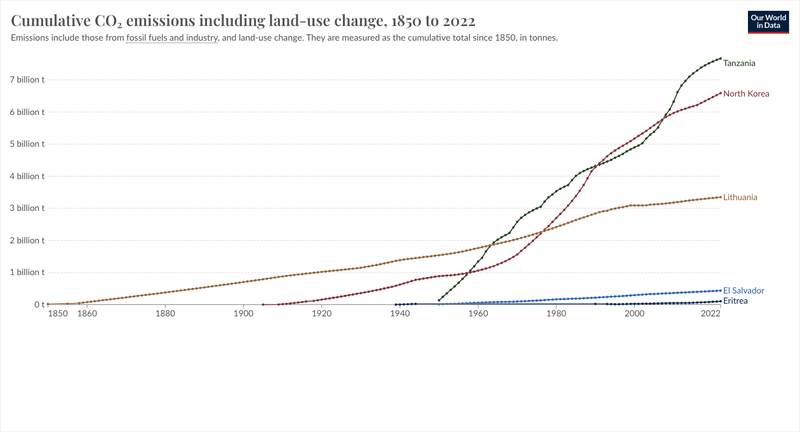 Cumulative CO₂ emissions including land-use change, 1850 to 2022
Our World
in Data
Emissions include those from fossil fuels and industry, and land-use change. They are measured as the cumulative total since 1850, in tonnes.
7 billion t
6 billion t
5 billion t
4 billion t
3 billion t
2 billion t
1 billion t
0 t
Tanzania
North Korea
Lithuania
El Salvador
Eritrea
1850 1860 1880 1900 1920 1940 1960 1980 2000 2022